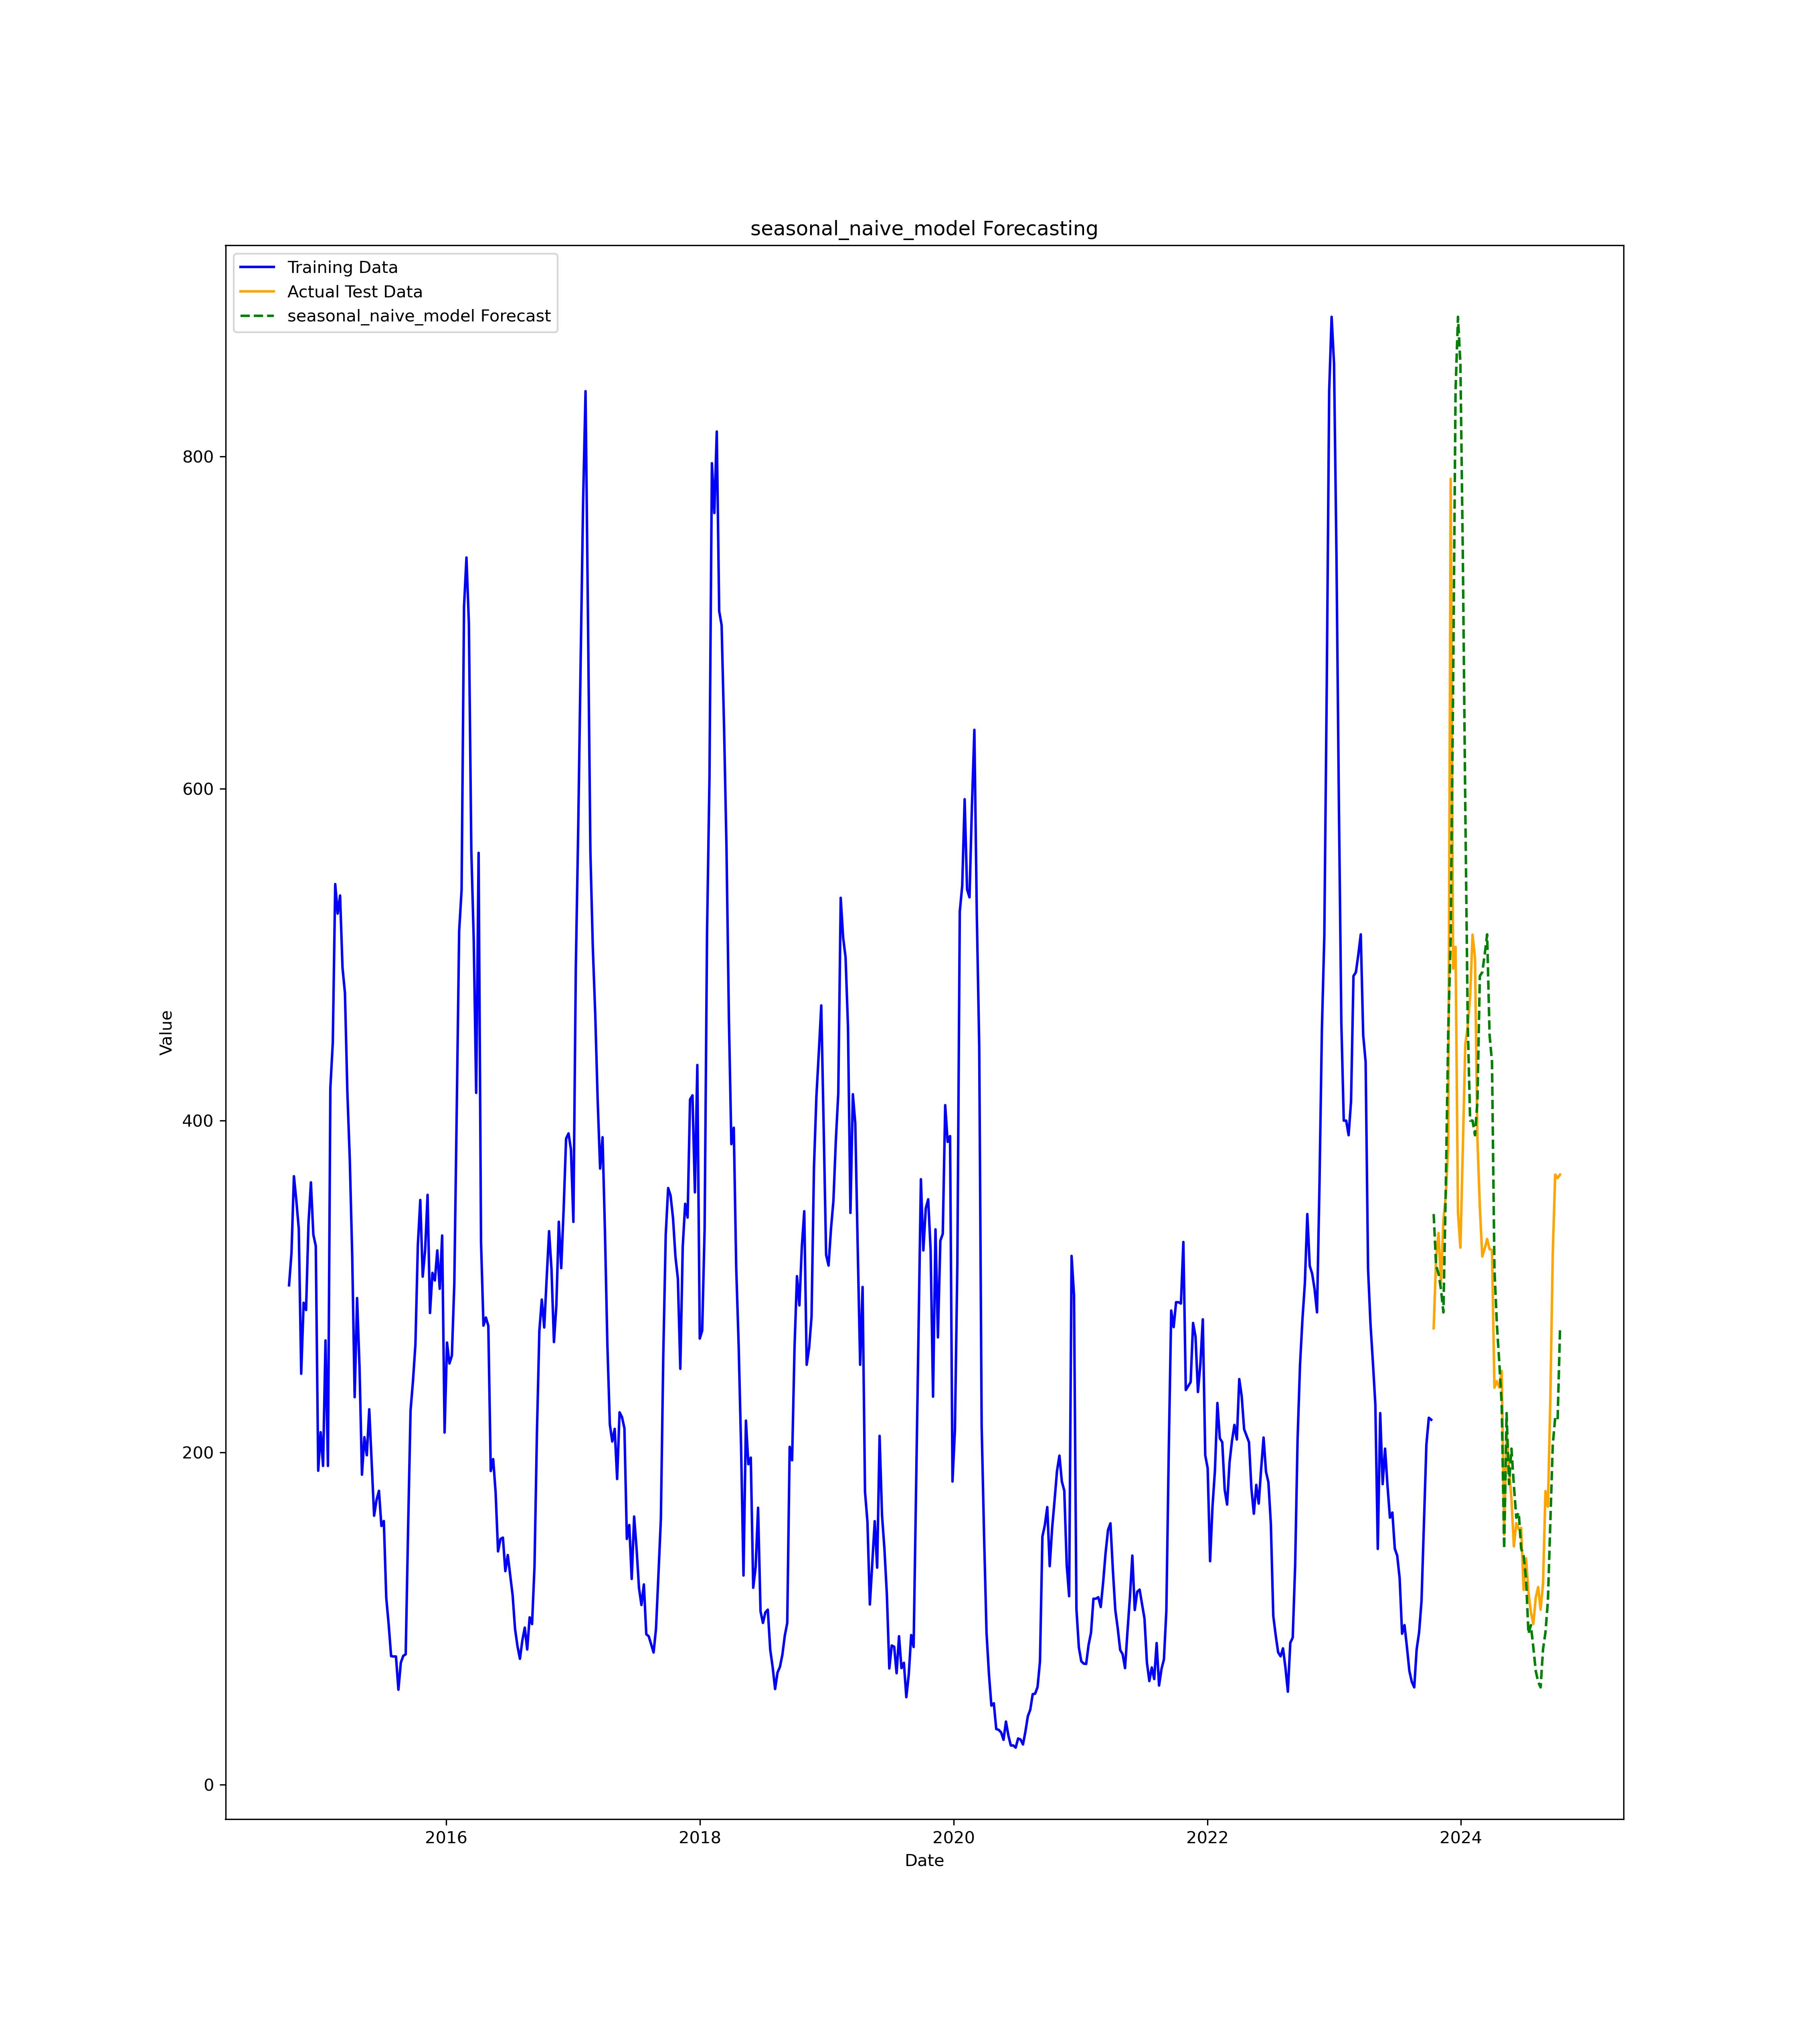 seasonal_naive_model Forecasting
Training Data
Actual Test Data
seasonal_naive_model Forecast
800
600
400
200
0
Value
2016
2018
2020
2022
2024
Date